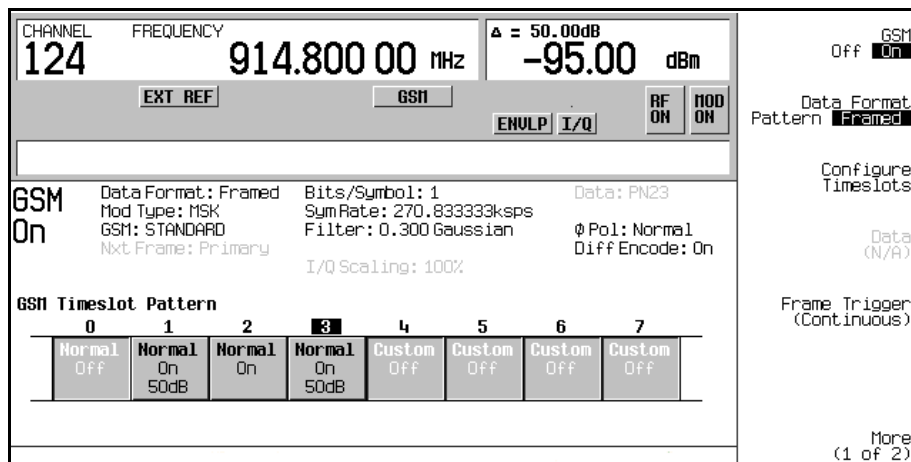 CHANNEL FREQUENCY Δ = 50.00dB
124 914.800 00 MHz -95.00 dBm
EXT REF GSM
ENVLP I/Q RF ON MOD ON
GSM On
Data Format: Framed Bits/Symbol: 1 Data: PN23
Mod Type: MSK Sym Rate: 270.833333ksps
GSM: STANDARD Filter: 0.300 Gaussian ϕ Pol: Normal
Nxt Frame: Primary Diff Encode: On
I/Q Scaling: 100%
GSM Timeslot Pattern
0 1 2 3 4 5 6 7
Normal Normal Normal Normal Custom Custom Custom Custom
Off On On On Off Off Off Off
50dB 50dB
GSM
Off On
Data Format
Pattern Framed
Configure
Timeslots
Data
(N/A)
Frame Trigger
(Continuous)
More
(1 of 2)